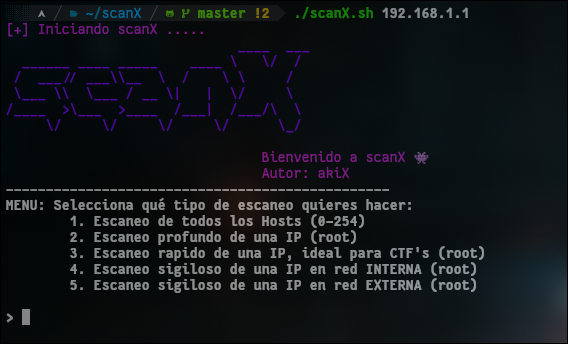 ~/scanX master !2 ./scanX.sh 192.168.1.1
[+] Iniciando scanX .....
scanX
Bienvenido a scanX 👾
Autor: akiX
------------------------------------------------
MENU: Selecciona qué tipo de escaneo quieres hacer:
1. Escaneo de todos los Hosts (0-254)
2. Escaneo profundo de una IP (root)
3. Escaneo rapido de una IP, ideal para CTF's (root)
4. Escaneo sigiloso de una IP en red INTERNA (root)
5. Escaneo sigiloso de una IP en red EXTERNA (root)
>